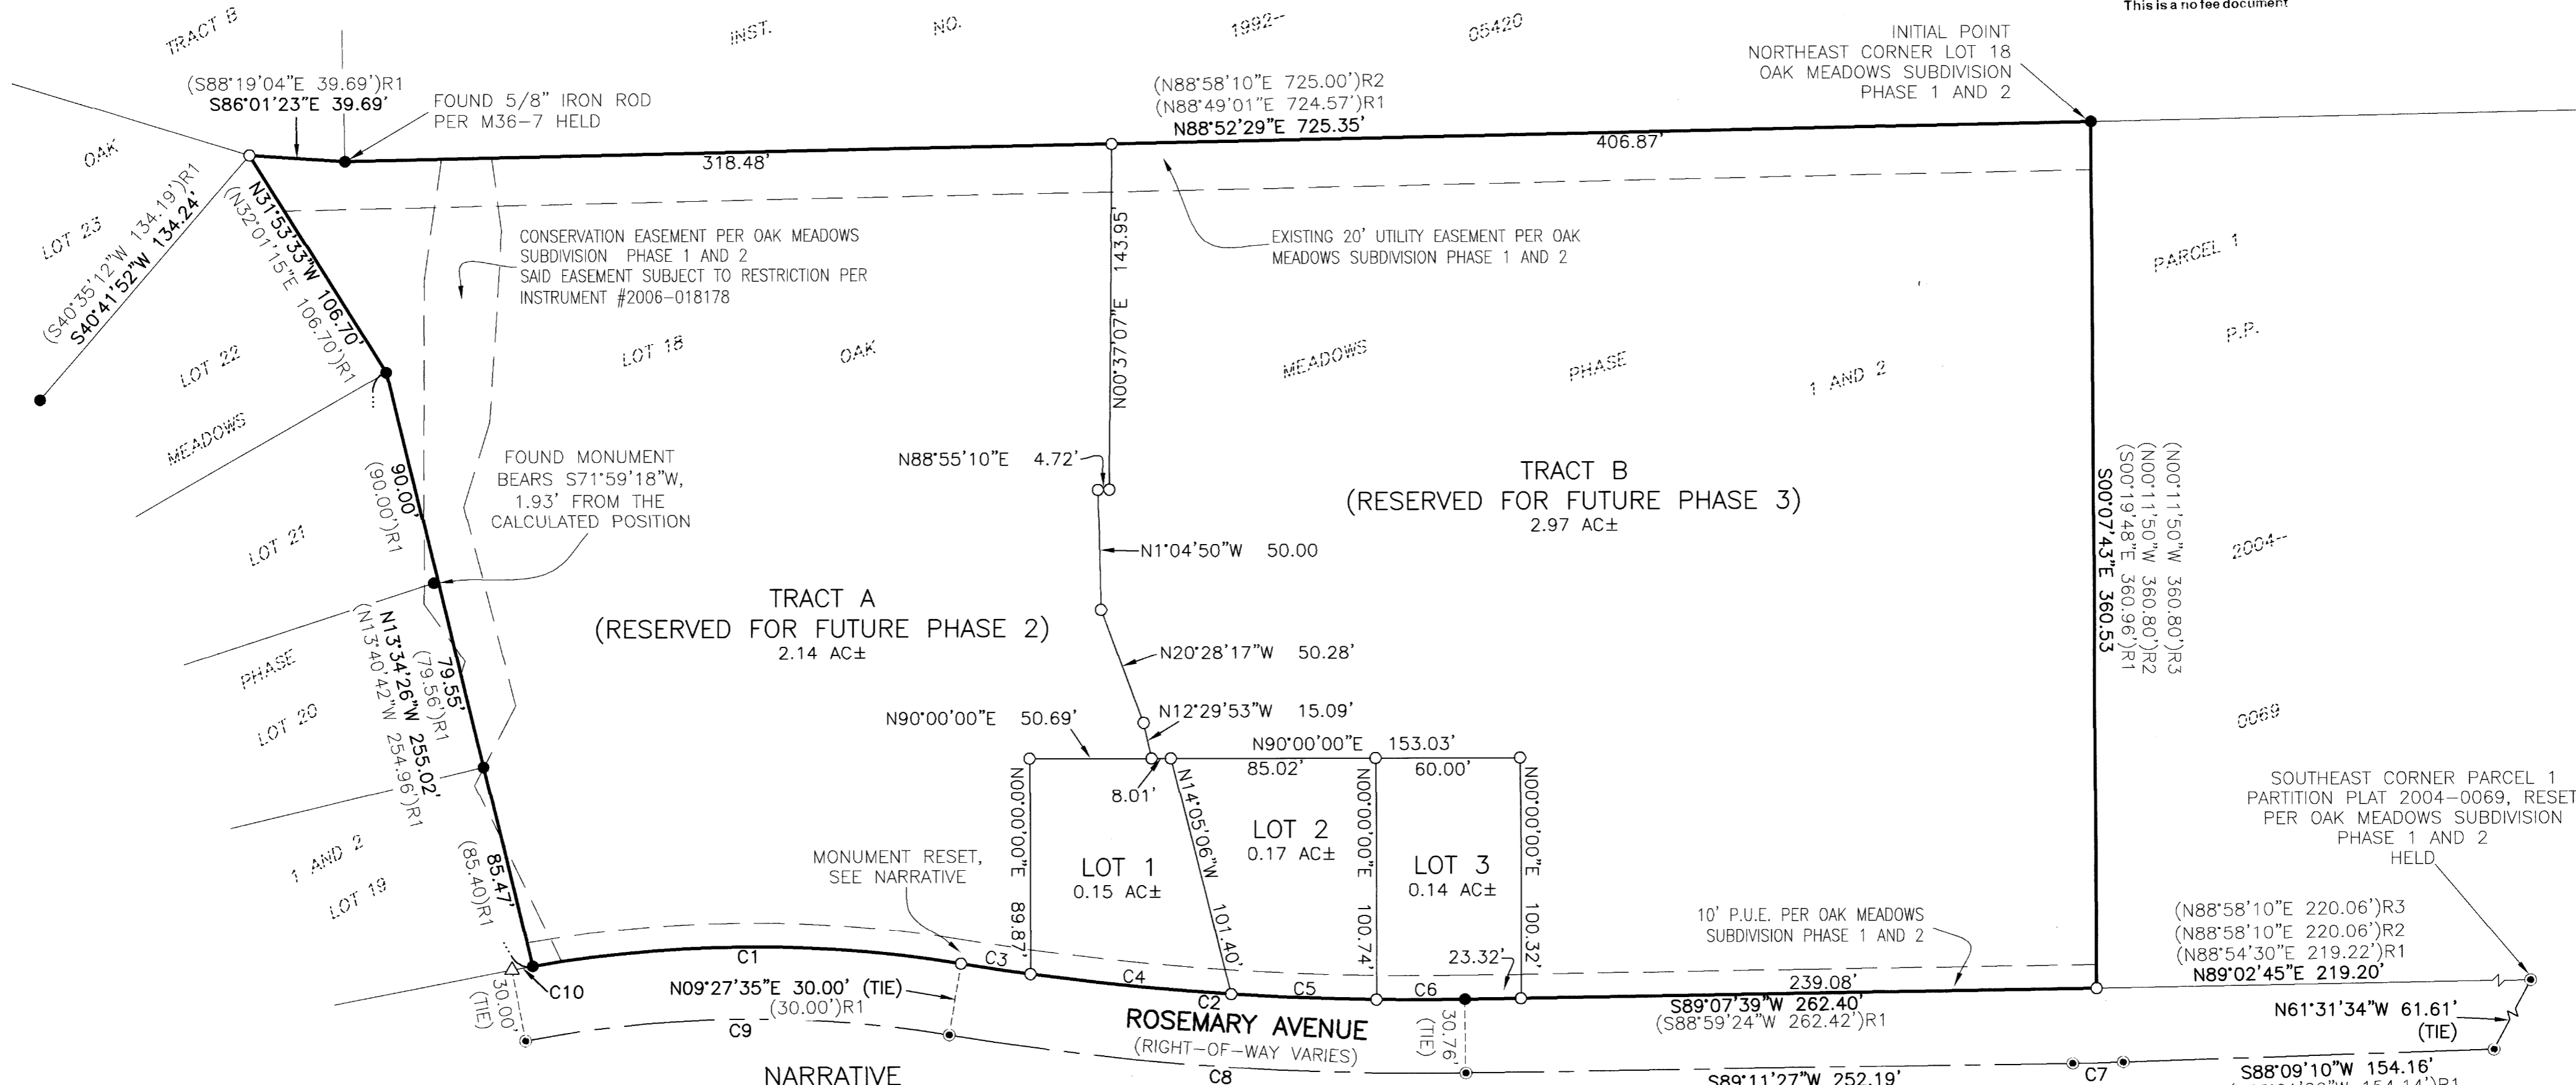 This is a no fee document
TRACT B
INST. NO. 1992-- 05420
INITIAL POINT
NORTHEAST CORNER LOT 18
OAK MEADOWS SUBDIVISION
PHASE 1 AND 2
(S88°19'04"E 39.69')R1
S86°01'23"E 39.69'
FOUND 5/8" IRON ROD
PER M36-7 HELD
(N88°58'10"E 725.00')R2
(N88°49'01"E 724.57')R1
N88°52'29"E 725.35'
318.48'
406.87'
OAK
LOT 23
(S40°35'12"W 134.19')R1
S40°41'52"W 134.24'
N31°53'33"W 106.70'
(N32°01'15"E 106.70')R1
CONSERVATION EASEMENT PER OAK MEADOWS
SUBDIVISION PHASE 1 AND 2
SAID EASEMENT SUBJECT TO RESTRICTION PER
INSTRUMENT #2006-018178
N00°37'07"E 143.95'
EXISTING 20' UTILITY EASEMENT PER OAK
MEADOWS SUBDIVISION PHASE 1 AND 2
PARCEL 1
P.P.
2004--
0069
LOT 22
MEADOWS
LOT 18 OAK MEADOWS PHASE 1 AND 2
90.00'
(90.00')R1
FOUND MONUMENT
BEARS S71°59'18"W,
1.93' FROM THE
CALCULATED POSITION
N88°55'10"E 4.72'
TRACT B
(RESERVED FOR FUTURE PHASE 3)
2.97 AC±
S00°07'43"E 360.53
(S00°19'48"E 360.96')R1
(N00°11'50"W 360.80')R2
(N00°11'50"W 360.80')R3
LOT 21
N1°04'50"W 50.00
TRACT A
(RESERVED FOR FUTURE PHASE 2)
2.14 AC±
PHASE
LOT 20
79.55'
(79.56')R1
N13°34'26"W 255.02'
(N13°40'42"W 254.96')R1
N20°28'17"W 50.28'
N12°29'53"W 15.09'
N90°00'00"E 50.69'
N90°00'00"E 153.03'
8.01'
85.02'
60.00'
N00°00'00"E 89.87'
LOT 1
0.15 AC±
N14°05'06"W 101.40'
LOT 2
0.17 AC±
N00°00'00"E 100.74'
LOT 3
0.14 AC±
N00°00'00"E 100.32'
SOUTHEAST CORNER PARCEL 1
PARTITION PLAT 2004-0069, RESET
PER OAK MEADOWS SUBDIVISION
PHASE 1 AND 2
HELD
1 AND 2
LOT 19
85.47'
(85.40)R1
MONUMENT RESET,
SEE NARRATIVE
10' P.U.E. PER OAK MEADOWS
SUBDIVISION PHASE 1 AND 2
(N88°58'10"E 220.06')R3
(N88°58'10"E 220.06')R2
(N88°54'30"E 219.22')R1
N89°02'45"E 219.20'
C1
C3
C4
C2
C5
C6
23.32'
239.08'
S89°07'39"W 262.40'
(S88°59'24"W 262.42')R1
C10
30.00'
(TIE)
N09°27'35"E 30.00' (TIE)
(30.00')R1
C9
ROSEMARY AVENUE
(RIGHT-OF-WAY VARIES)
30.76'
(TIE)
N61°31'34"W 61.61'
(TIE)
NARRATIVE
C8
S89°11'27"W 252.19'
C7
S88°09'10"W 154.16'